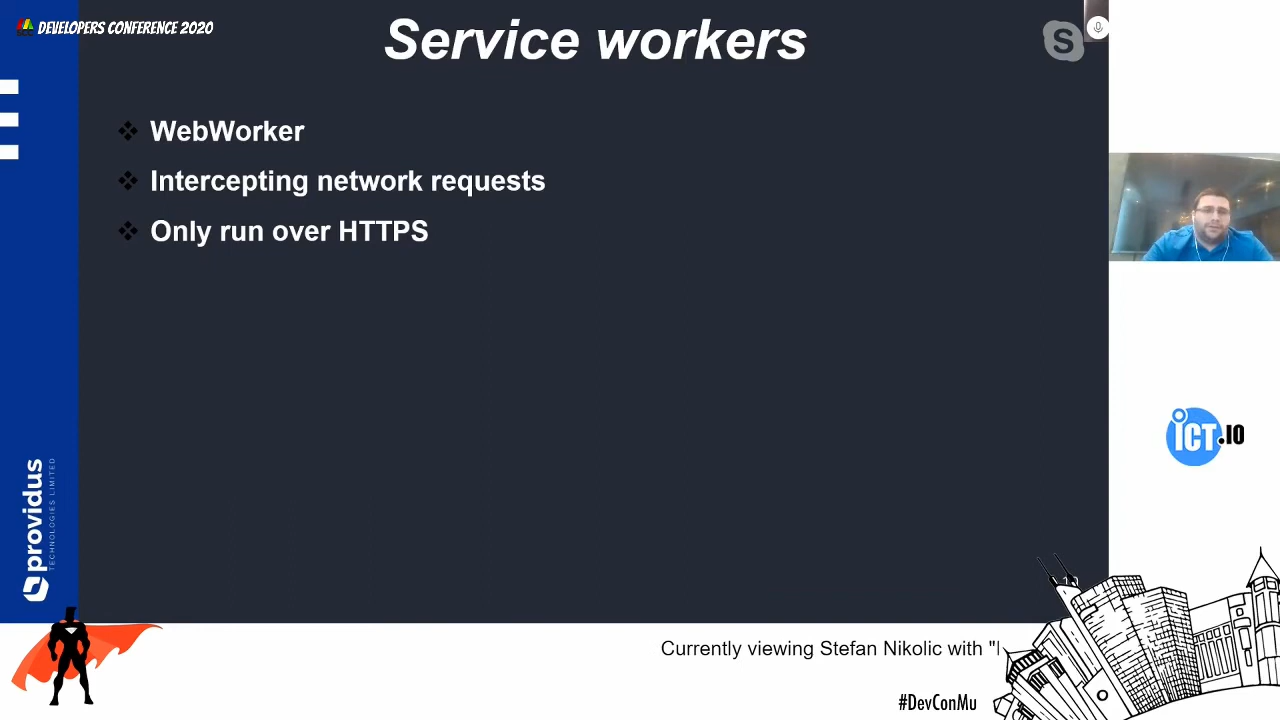 DEVELOPERS CONFERENCE 2020
Service workers
S
WebWorker
Intercepting network requests
Only run over HTTPS
providus
TECHNOLOGIES LIMITED
iCT.IO
Currently viewing Stefan Nikolic with "
#DevConMu